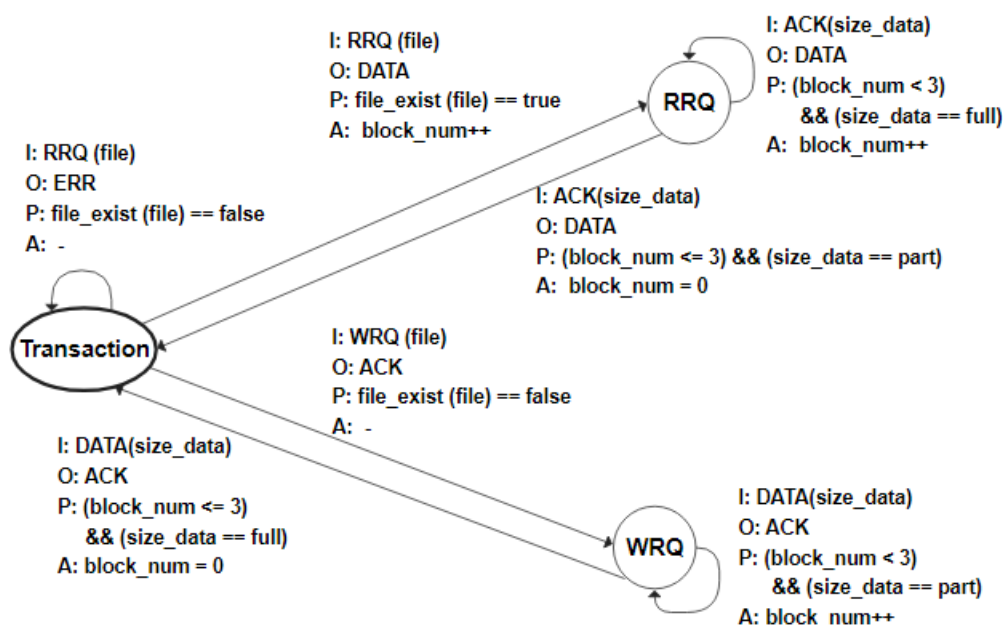 I: RRQ (file)
O: DATA
P: file_exist (file) == true
A: block_num++
I: ACK(size_data)
O: DATA
P: (block_num < 3)
&& (size_data == full)
A: block_num++
RRQ
I: RRQ (file)
O: ERR
P: file_exist (file) == false
A: -
I: ACK(size_data)
O: DATA
P: (block_num <= 3) && (size_data == part)
A: block_num = 0
Transaction
I: WRQ (file)
O: ACK
P: file_exist (file) == false
A: -
I: DATA(size_data)
O: ACK
P: (block_num <= 3)
&& (size_data == full)
A: block_num = 0
WRQ
I: DATA(size_data)
O: ACK
P: (block_num < 3)
&& (size_data == part)
A: block_num++